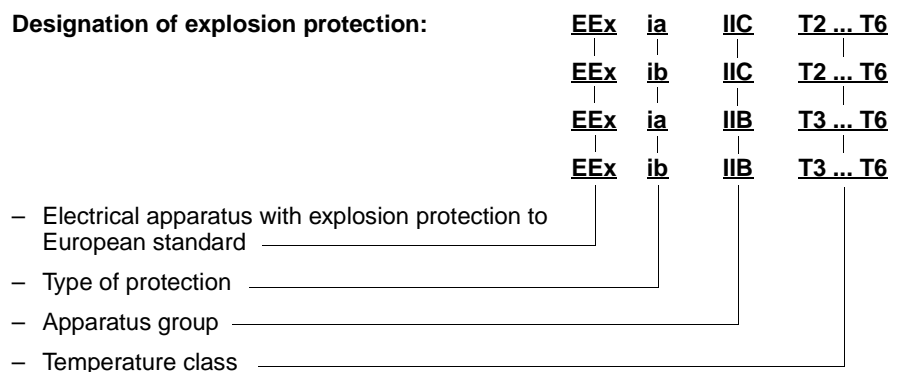 Designation of explosion protection: EEx ia IIC T2 ... T6
EEx ib IIC T2 ... T6
EEx ia IIB T3 ... T6
EEx ib IIB T3 ... T6
– Electrical apparatus with explosion protection to
European standard
– Type of protection
– Apparatus group
– Temperature class